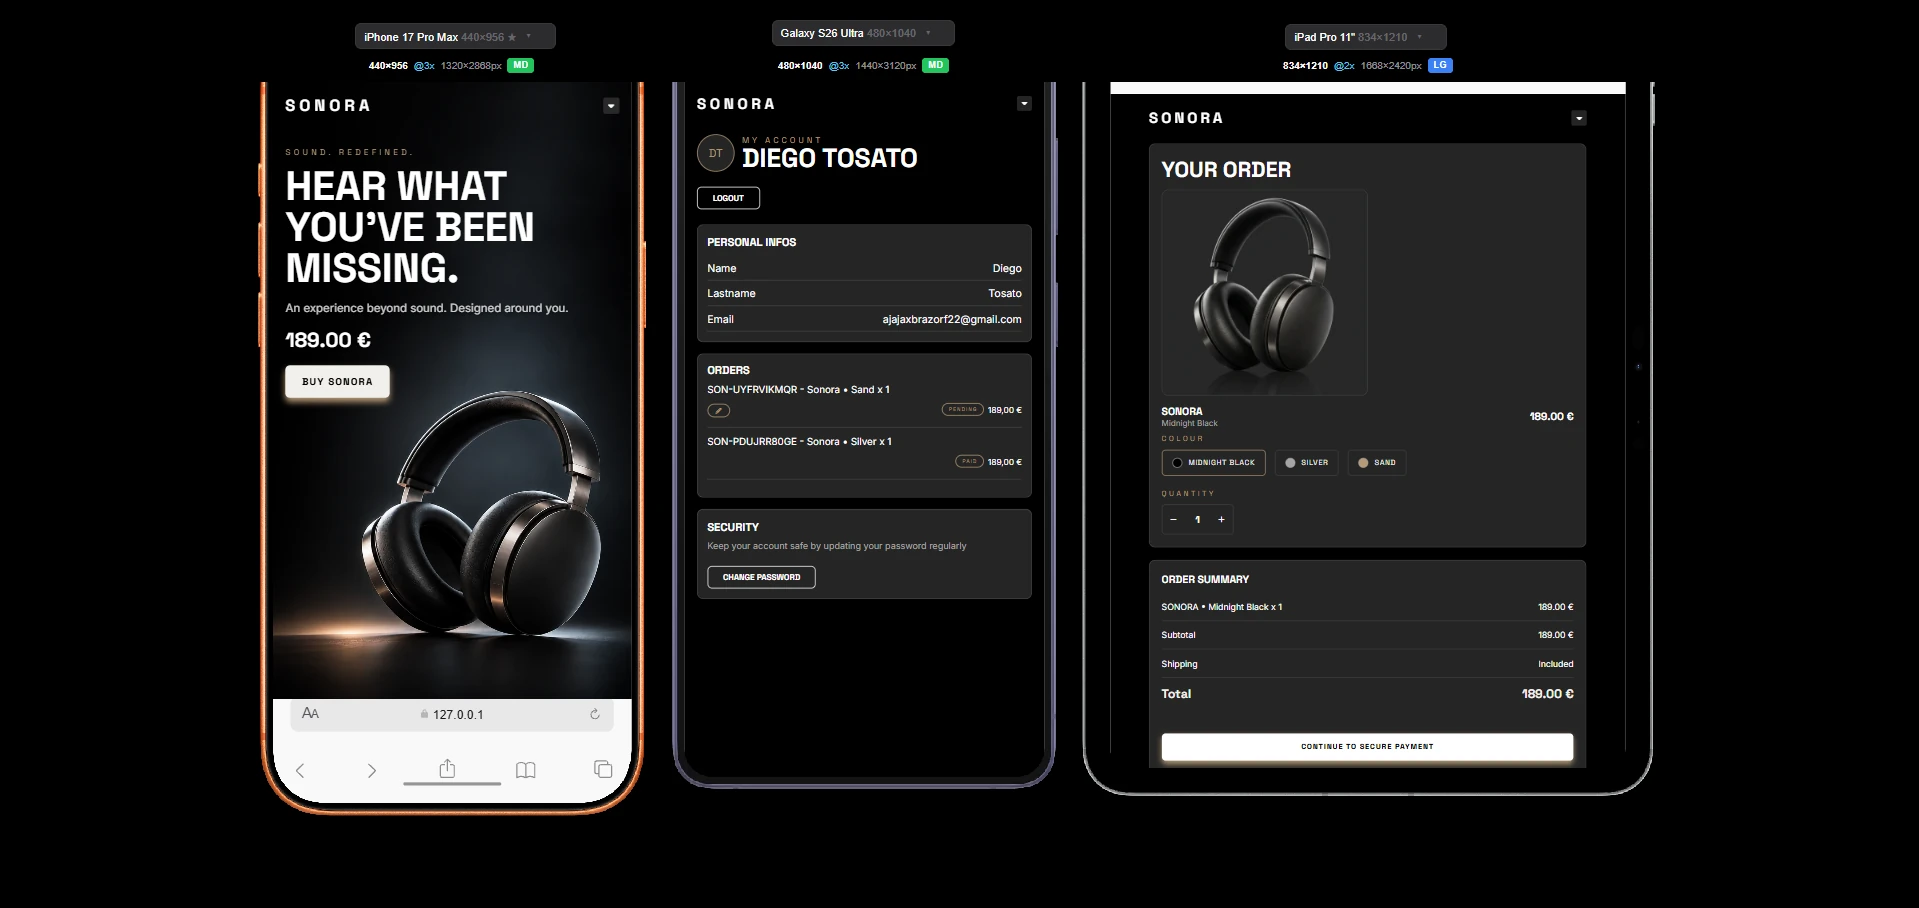 iPhone 17 Pro Max 440×956 ★
440×956 @3x 1320×2868px MD
SONORA
SOUND. REDEFINED.
HEAR WHAT
YOU'VE BEEN
MISSING.
An experience beyond sound. Designed around you.
189.00 €
BUY SONORA
AA 127.0.0.1
Galaxy S26 Ultra 480×1040
480×1040 @3x 1440×3120px MD
SONORA
DT
MY ACCOUNT
DIEGO TOSATO
LOGOUT
PERSONAL INFOS
Name Diego
Lastname Tosato
Email ajajaxbrazorf22@gmail.com
ORDERS
SON-UYFRVIKMQR - Sonora • Sand x 1
PENDING 189,00 €
SON-PDUJRR80GE - Sonora • Silver x 1
PAID 189,00 €
SECURITY
Keep your account safe by updating your password regularly
CHANGE PASSWORD
iPad Pro 11" 834×1210
834×1210 @2x 1668×2420px LG
SONORA
YOUR ORDER
SONORA
Midnight Black
189.00 €
COLOUR
MIDNIGHT BLACK SILVER SAND
QUANTITY
− 1 +
ORDER SUMMARY
SONORA • Midnight Black x 1 189.00 €
Subtotal 189.00 €
Shipping Included
Total 189.00 €
CONTINUE TO SECURE PAYMENT